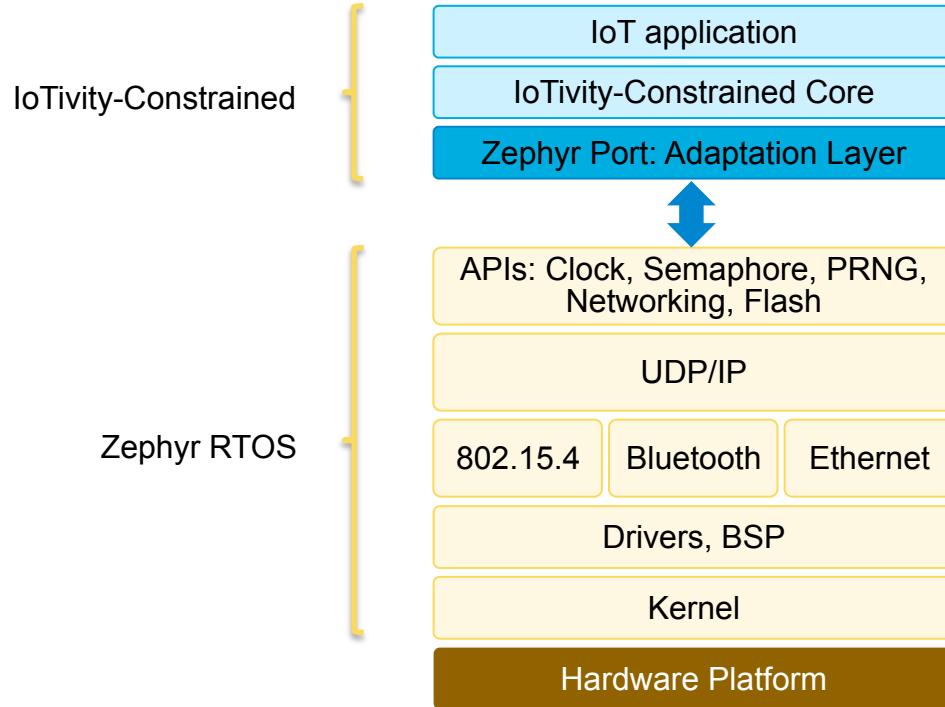 IoT application
IoTivity-Constrained
IoTivity-Constrained Core
Zephyr Port: Adaptation Layer
APIs: Clock, Semaphore, PRNG,
Networking, Flash
UDP/IP
Zephyr RTOS
802.15.4
Bluetooth
Ethernet
Drivers, BSP
Kernel
Hardware Platform